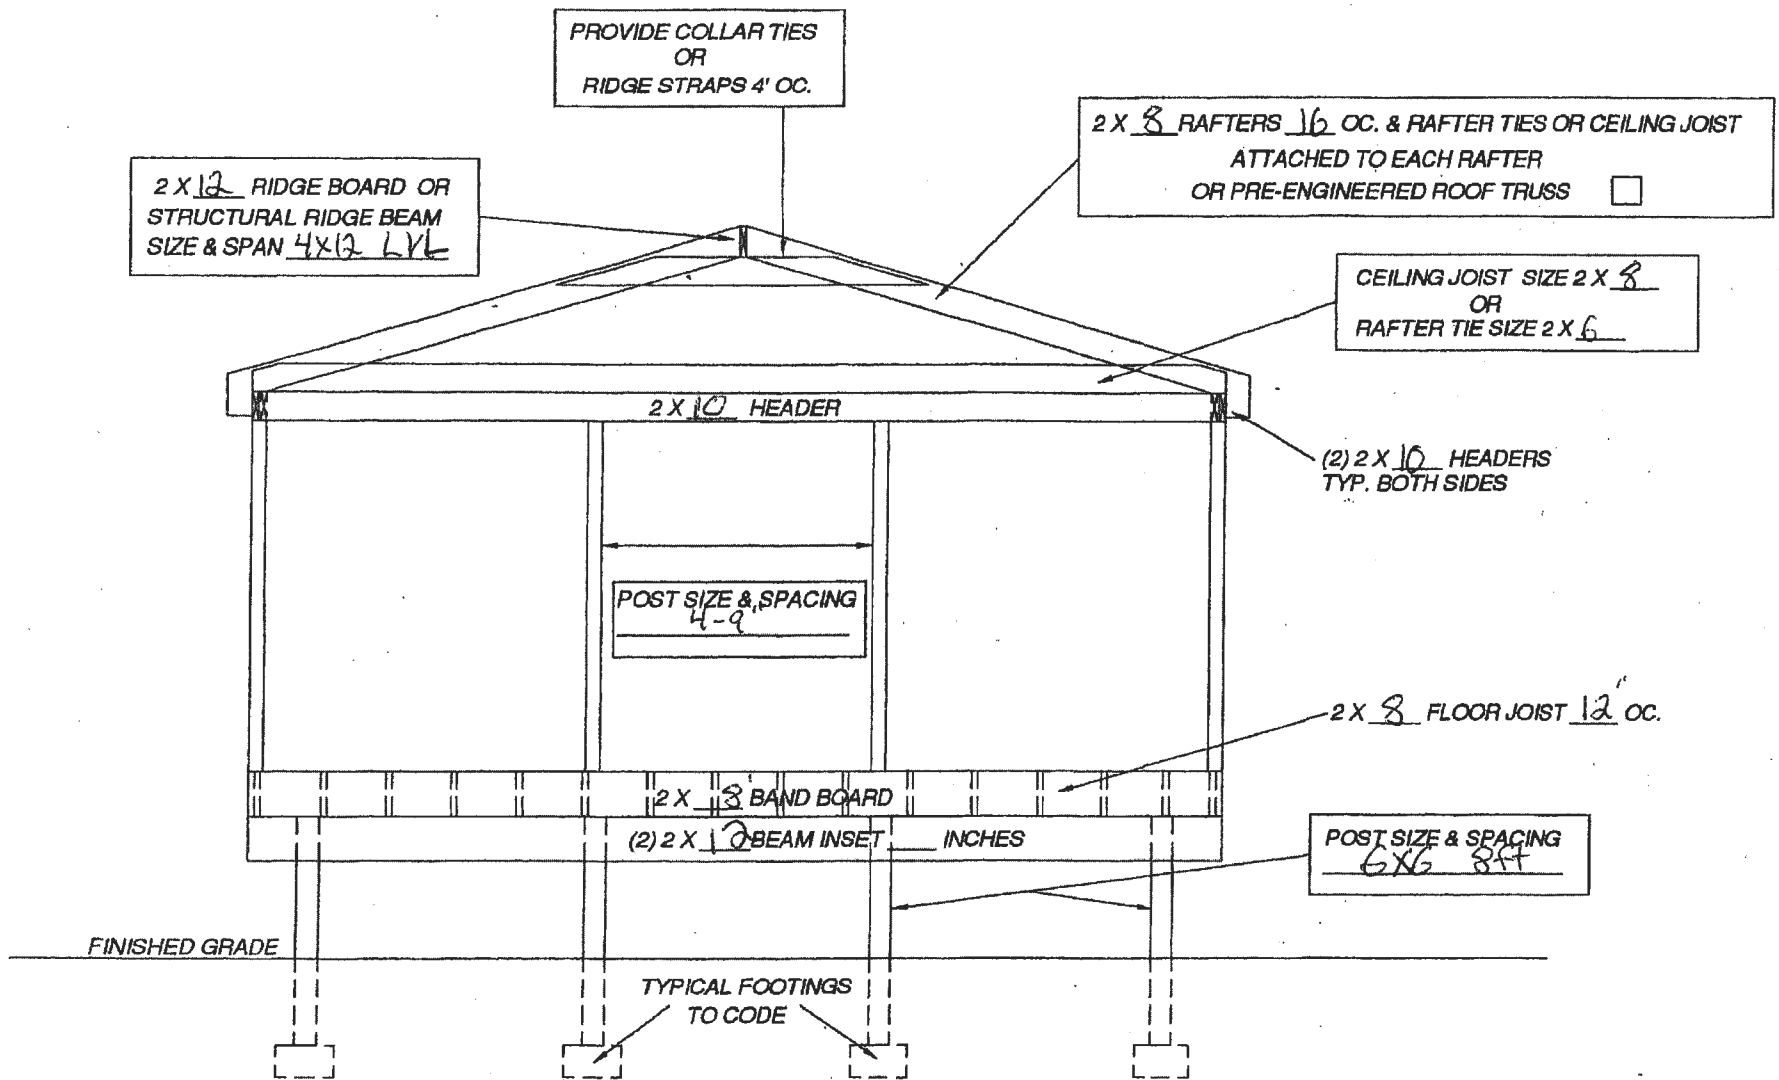 PROVIDE COLLAR TIES
OR
RIDGE STRAPS 4' OC.
2 X 8 RAFTERS 16 OC. & RAFTER TIES OR CEILING JOIST
ATTACHED TO EACH RAFTER
OR PRE-ENGINEERED ROOF TRUSS
2 X 12 RIDGE BOARD OR
STRUCTURAL RIDGE BEAM
SIZE & SPAN 4X12 LVL
CEILING JOIST SIZE 2 X 8
OR
RAFTER TIE SIZE 2 X 6
2 X 10 HEADER
(2) 2 X 10 HEADERS
TYP. BOTH SIDES
POST SIZE & SPACING
4-9"
2 X 8 FLOOR JOIST 12" OC.
2 X 8' BAND BOARD
(2) 2 X 12 BEAM INSET ____ INCHES
POST SIZE & SPACING
6X6 8ft
FINISHED GRADE
TYPICAL FOOTINGS
TO CODE